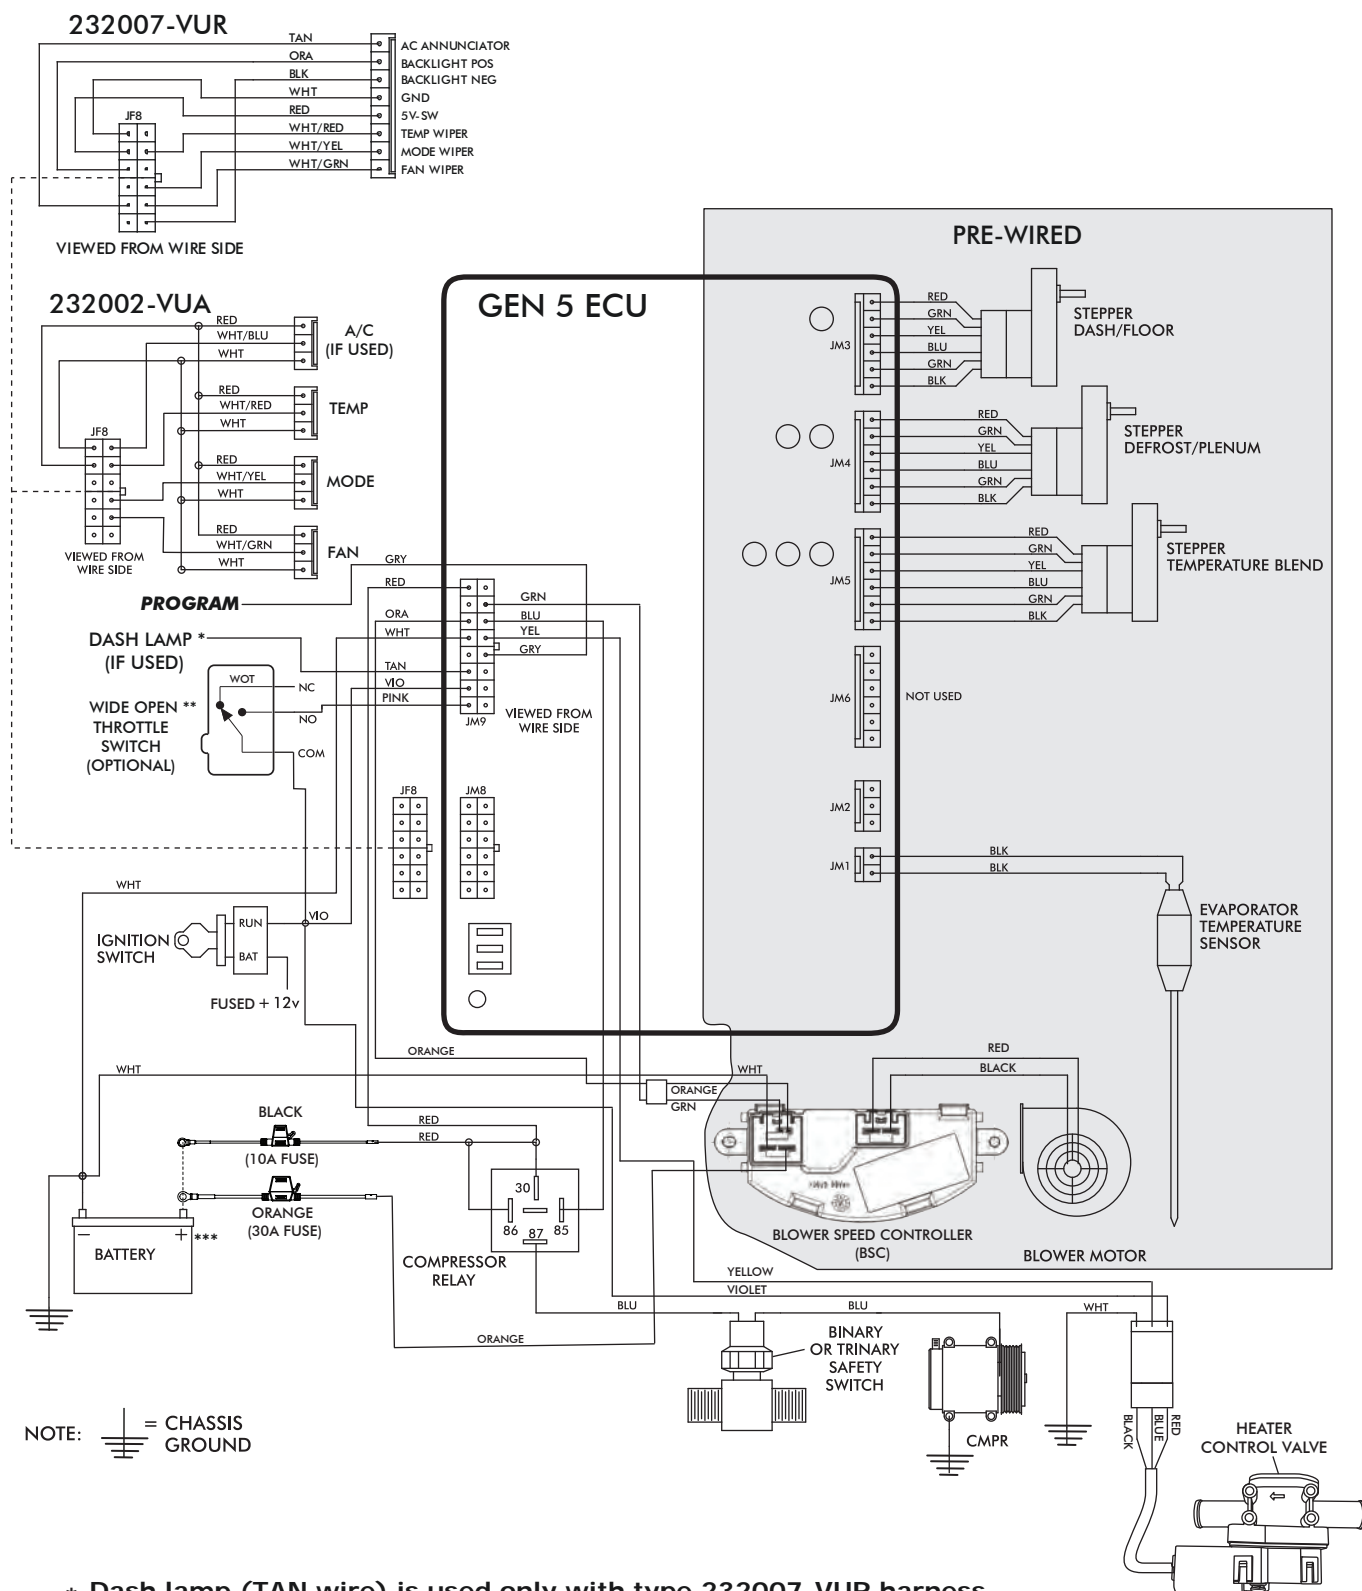 232007-VUR
TAN
ORA
BLK
WHT
RED
WHT/RED
WHT/YEL
WHT/GRN
AC ANNUNCIATOR
BACKLIGHT POS
BACKLIGHT NEG
GND
5V-SW
TEMP WIPER
MODE WIPER
FAN WIPER
JF8
VIEWED FROM WIRE SIDE
232002-VUA
RED
WHT/BLU
WHT
A/C
(IF USED)
RED
WHT/RED
WHT
TEMP
RED
WHT/YEL
WHT
MODE
RED
WHT/GRN
WHT
FAN
JF8
VIEWED FROM
WIRE SIDE
GEN 5 ECU
PRE-WIRED
JM3
RED
GRN
YEL
BLU
GRN
BLK
STEPPER
DASH/FLOOR
JM4
RED
GRN
YEL
BLU
GRN
BLK
STEPPER
DEFROST/PLENUM
JM5
RED
GRN
YEL
BLU
GRN
BLK
STEPPER
TEMPERATURE BLEND
JM6
NOT USED
JM2
JM1
BLK
BLK
EVAPORATOR
TEMPERATURE
SENSOR
PROGRAM
GRY
RED
ORA
WHT
TAN
VIO
PINK
GRN
BLU
YEL
GRY
JM9
VIEWED FROM
WIRE SIDE
DASH LAMP *
(IF USED)
WIDE OPEN **
THROTTLE
SWITCH
(OPTIONAL)
WOT
NC
NO
COM
JF8
JM8
WHT
IGNITION
SWITCH
RUN
BAT
VIO
FUSED + 12v
ORANGE
WHT
WHT
ORANGE
GRN
RED
BLACK
BLACK
(10A FUSE)
RED
RED
ORANGE
(30A FUSE)
BATTERY
− + ***
30
86
87
85
COMPRESSOR
RELAY
BLOWER SPEED CONTROLLER
(BSC)
BLOWER MOTOR
YELLOW
VIOLET
BLU
BLU
ORANGE
WHT
BINARY
OR TRINARY
SAFETY
SWITCH
CMPR
BLACK
BLUE
RED
HEATER
CONTROL VALVE
NOTE:
= CHASSIS
GROUND
* Dash lamp (TAN wire) is used only with type 232007-VUR harness